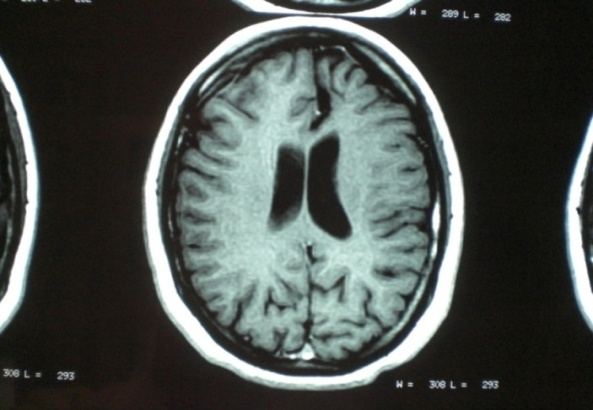 W = 289 L = 282
308 L = 293
W = 308 L = 293